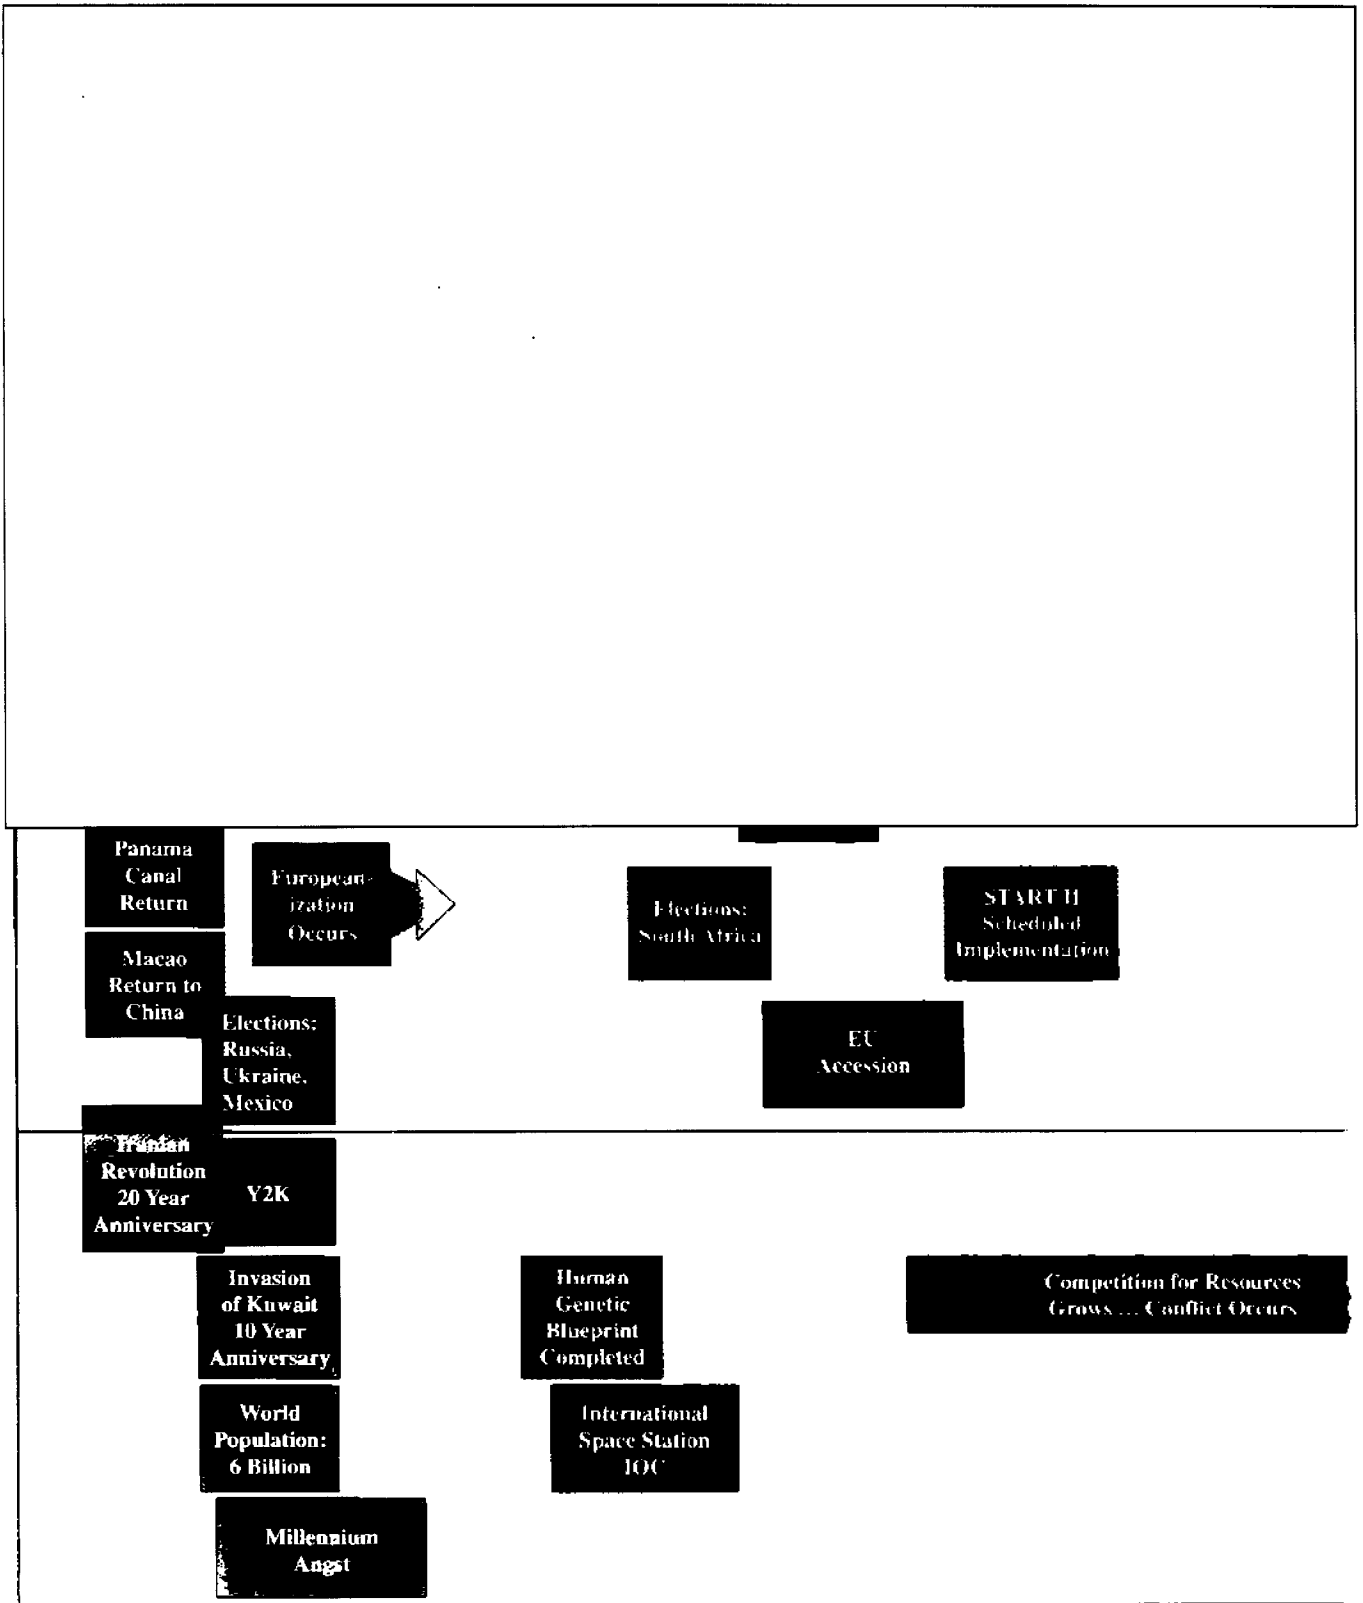 Panama
Canal
Return
European-
ization
Occurs
Elections:
South Africa
START II
Scheduled
Implementation
Macao
Return to
China
Elections:
Russia,
Ukraine,
Mexico
EU
Accession
Iranian
Revolution
20 Year
Anniversary
Y2K
Invasion
of Kuwait
10 Year
Anniversary
Human
Genetic
Blueprint
Completed
Competition for Resources
Grows ... Conflict Occurs
World
Population:
6 Billion
International
Space Station
IOC
Millennium
Angst